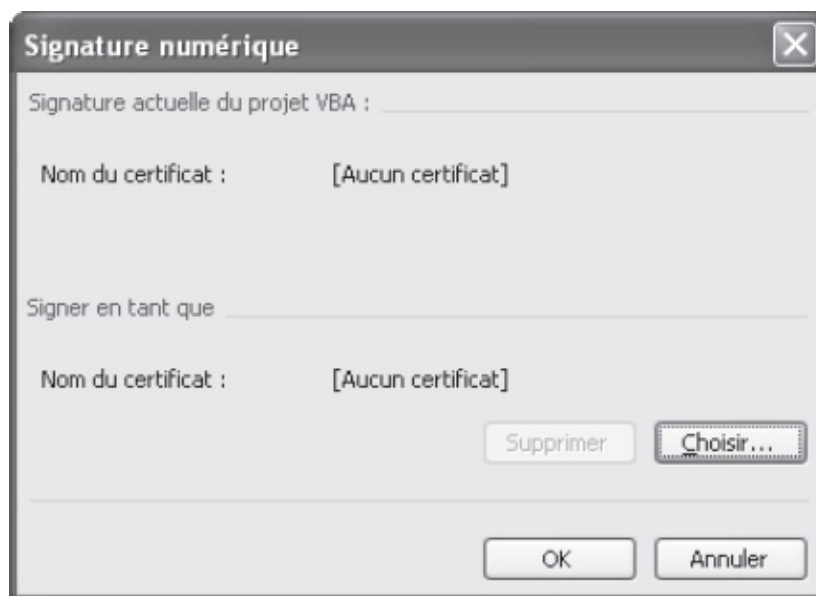 Signature numérique
Signature actuelle du projet VBA :
Nom du certificat : [Aucun certificat]
Signer en tant que
Nom du certificat : [Aucun certificat]
Supprimer Choisir...
OK Annuler